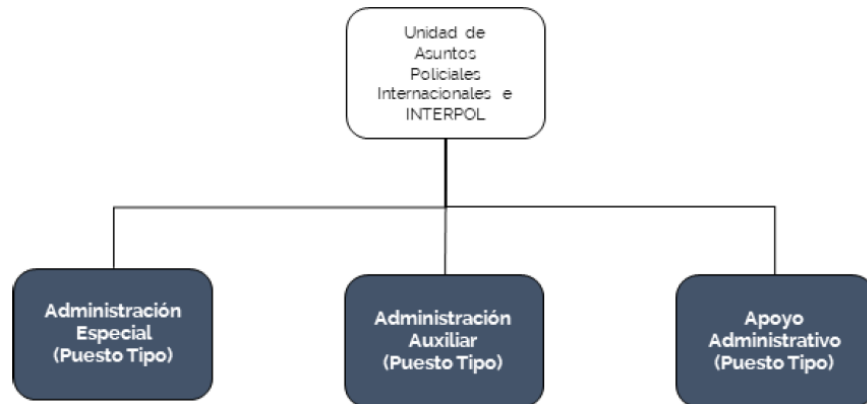 Unidad de
Asuntos
Policiales
Internacionales e
INTERPOL
Administración
Especial
(Puesto Tipo)
Administración
Auxiliar
(Puesto Tipo)
Apoyo
Administrativo
(Puesto Tipo)